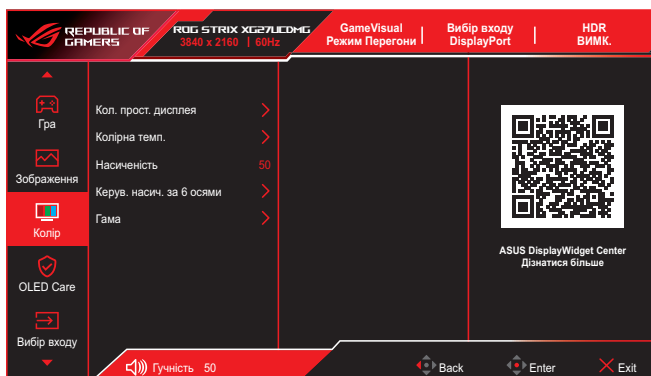 REPUBLIC OF
GAMERS
ROG STRIX XG27UCDMG
3840 x 2160 | 60Hz
GameVisual
Режим Перегони
Вибір входу
DisplayPort
HDR
ВИМК.
Гра
Зображення
Колір
OLED Care
Вибір входу
Кол. прост. дисплея
Колірна темп.
Насиченість 50
Керув. насич. за 6 осями
Гама
ASUS DisplayWidget Center
Дізнатися більше
Гучність 50
Back
Enter
Exit